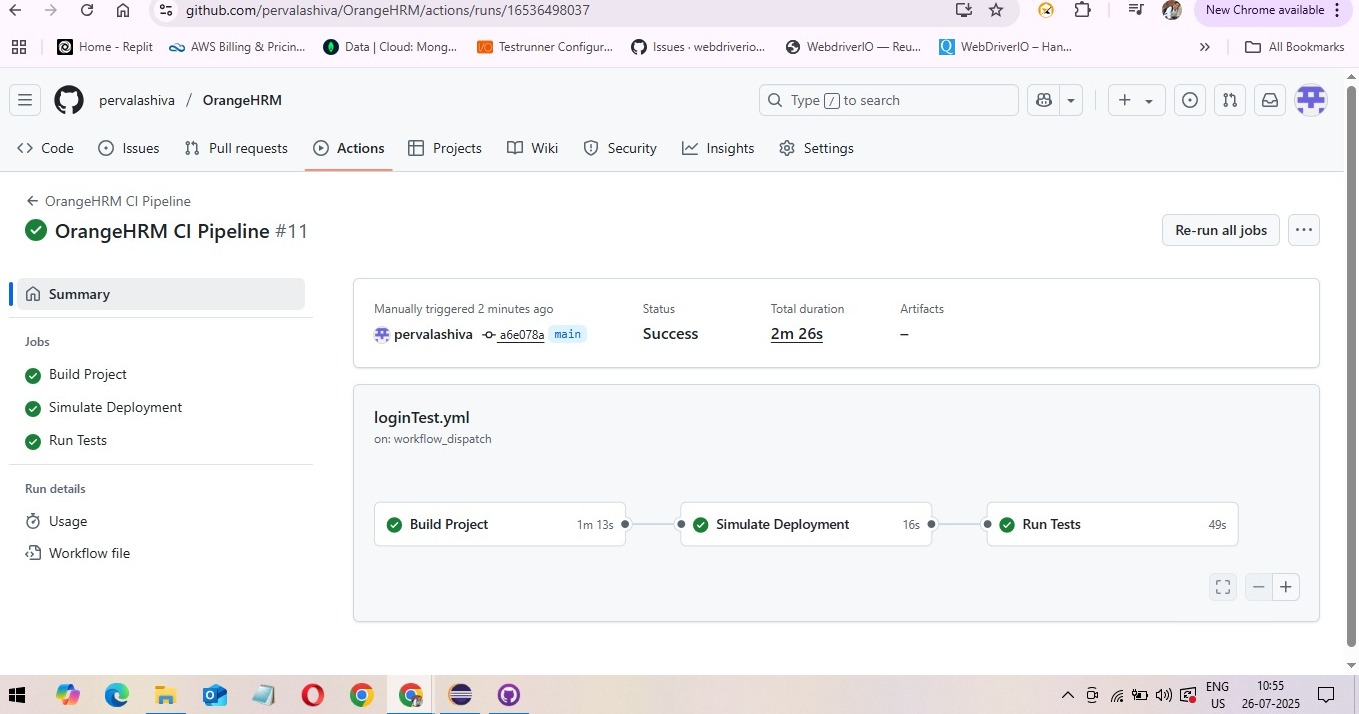 github.com/pervalashiva/OrangeHRM/actions/runs/16536498037
New Chrome available
Home - Replit
AWS Billing & Pricin...
Data | Cloud: Mong...
Testrunner Configur...
Issues · webdriverio...
WebdriverIO — Reu...
WebDriverIO – Han...
»
All Bookmarks
pervalashiva / OrangeHRM
Type / to search
Code
Issues
Pull requests
Actions
Projects
Wiki
Security
Insights
Settings
← OrangeHRM CI Pipeline
OrangeHRM CI Pipeline #11
Re-run all jobs
Summary
Jobs
Build Project
Simulate Deployment
Run Tests
Run details
Usage
Workflow file
Manually triggered 2 minutes ago
pervalashiva a6e078a main
Status
Success
Total duration
2m 26s
Artifacts
–
loginTest.yml
on: workflow_dispatch
Build Project 1m 13s
Simulate Deployment 16s
Run Tests 49s
ENG
US
10:55
26-07-2025